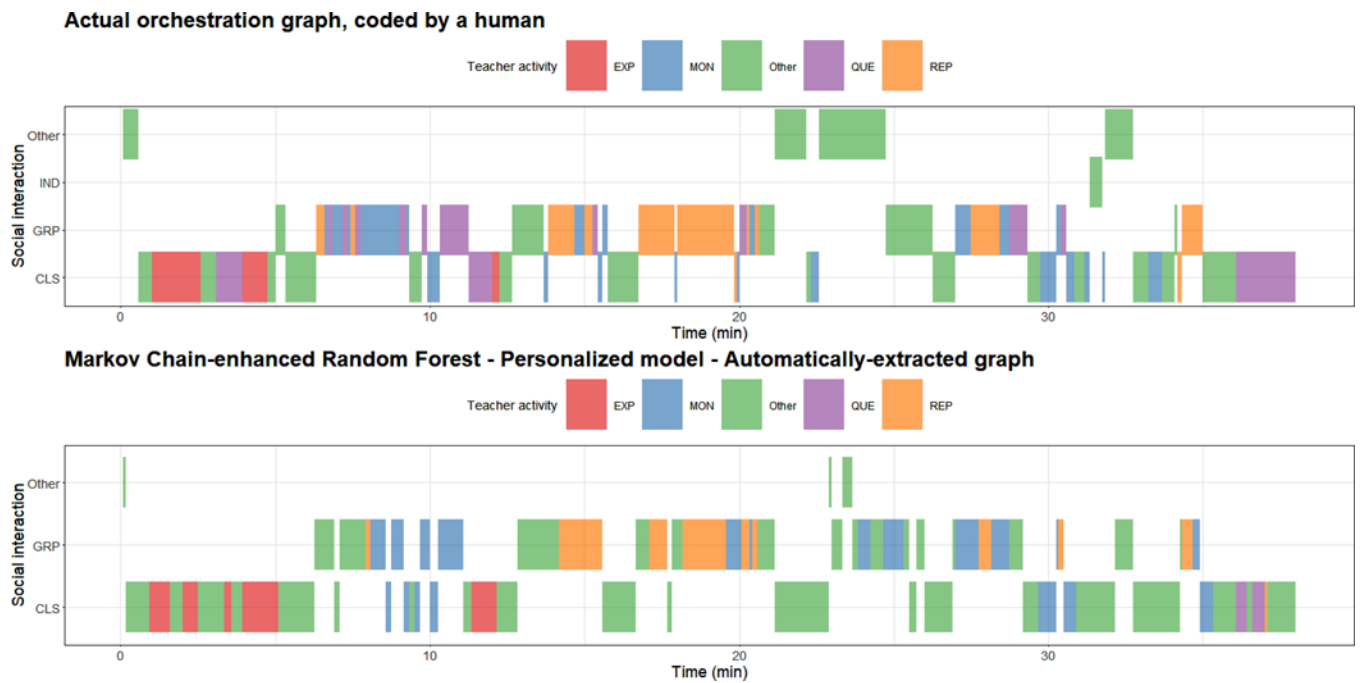 Actual orchestration graph, coded by a human
Teacher activity EXP MON Other QUE REP
Social interaction
Other
IND
GRP
CLS
0 10 20 30
Time (min)
Markov Chain-enhanced Random Forest - Personalized model - Automatically-extracted graph
Teacher activity EXP MON Other QUE REP
Social interaction
Other
GRP
CLS
0 10 20 30
Time (min)